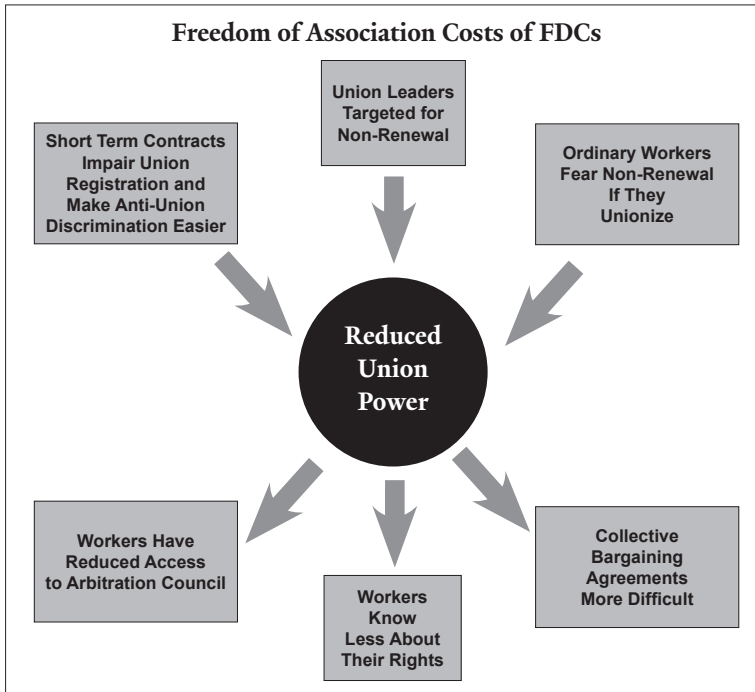 Freedom of Association Costs of FDCs
Union Leaders
Targeted for
Non-Renewal
Short Term Contracts
Impair Union
Registration and
Make Anti-Union
Discrimination Easier
Ordinary Workers
Fear Non-Renewal
If They
Unionize
Reduced
Union
Power
Workers Have
Reduced Access
to Arbitration Council
Workers
Know
Less About
Their Rights
Collective
Bargaining
Agreements
More Difficult